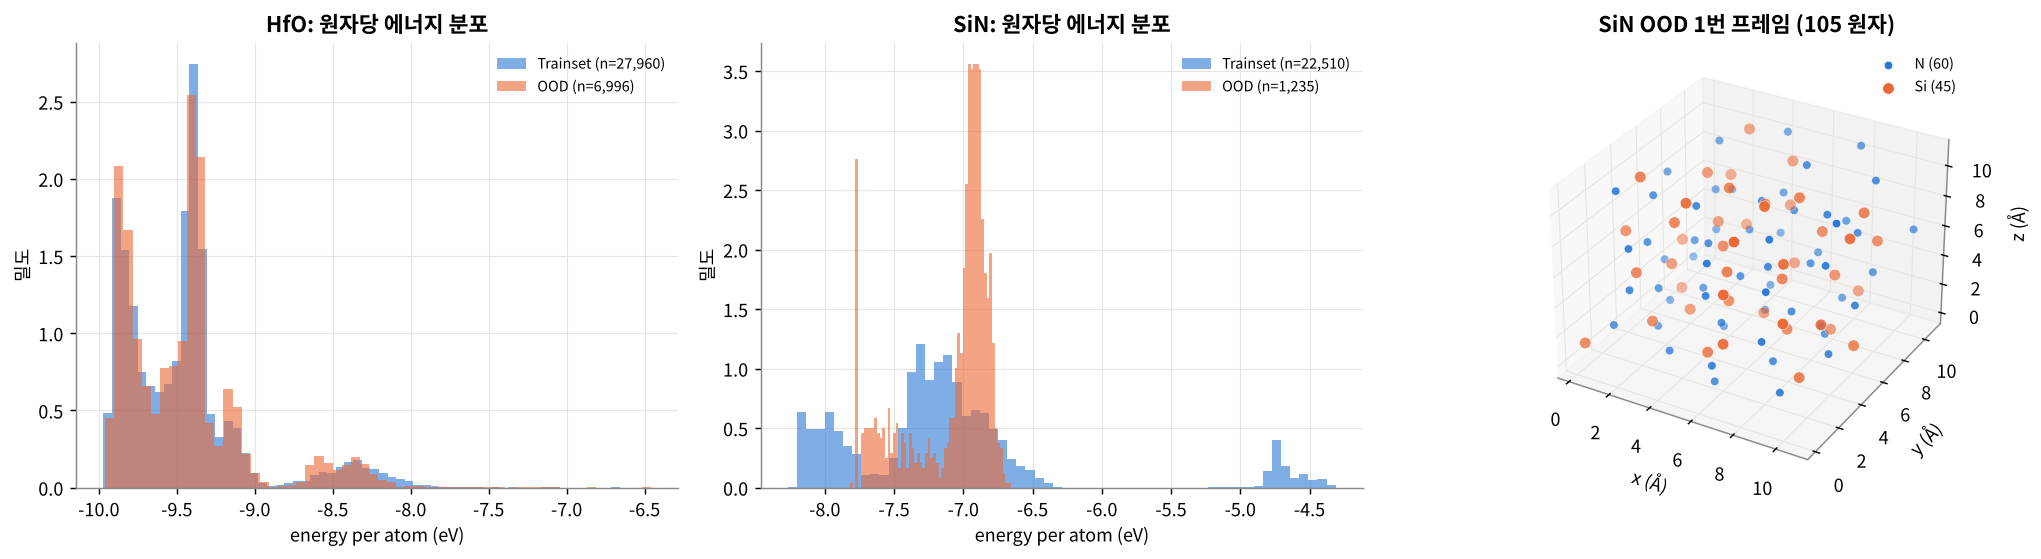 HfO: 원자당 에너지 분포
Trainset (n=27,960)
OOD (n=6,996)
밀도
2.5
2.0
1.5
1.0
0.5
0.0
-10.0 -9.5 -9.0 -8.5 -8.0 -7.5 -7.0 -6.5
energy per atom (eV)
SiN: 원자당 에너지 분포
Trainset (n=22,510)
OOD (n=1,235)
밀도
3.5
3.0
2.5
2.0
1.5
1.0
0.5
0.0
-8.0 -7.5 -7.0 -6.5 -6.0 -5.5 -5.0 -4.5
energy per atom (eV)
SiN OOD 1번 프레임 (105 원자)
N (60)
Si (45)
10
8
6
4
2
0
z (Å)
0 2 4 6 8 10
x (Å)
0 2 4 6 8 10
y (Å)